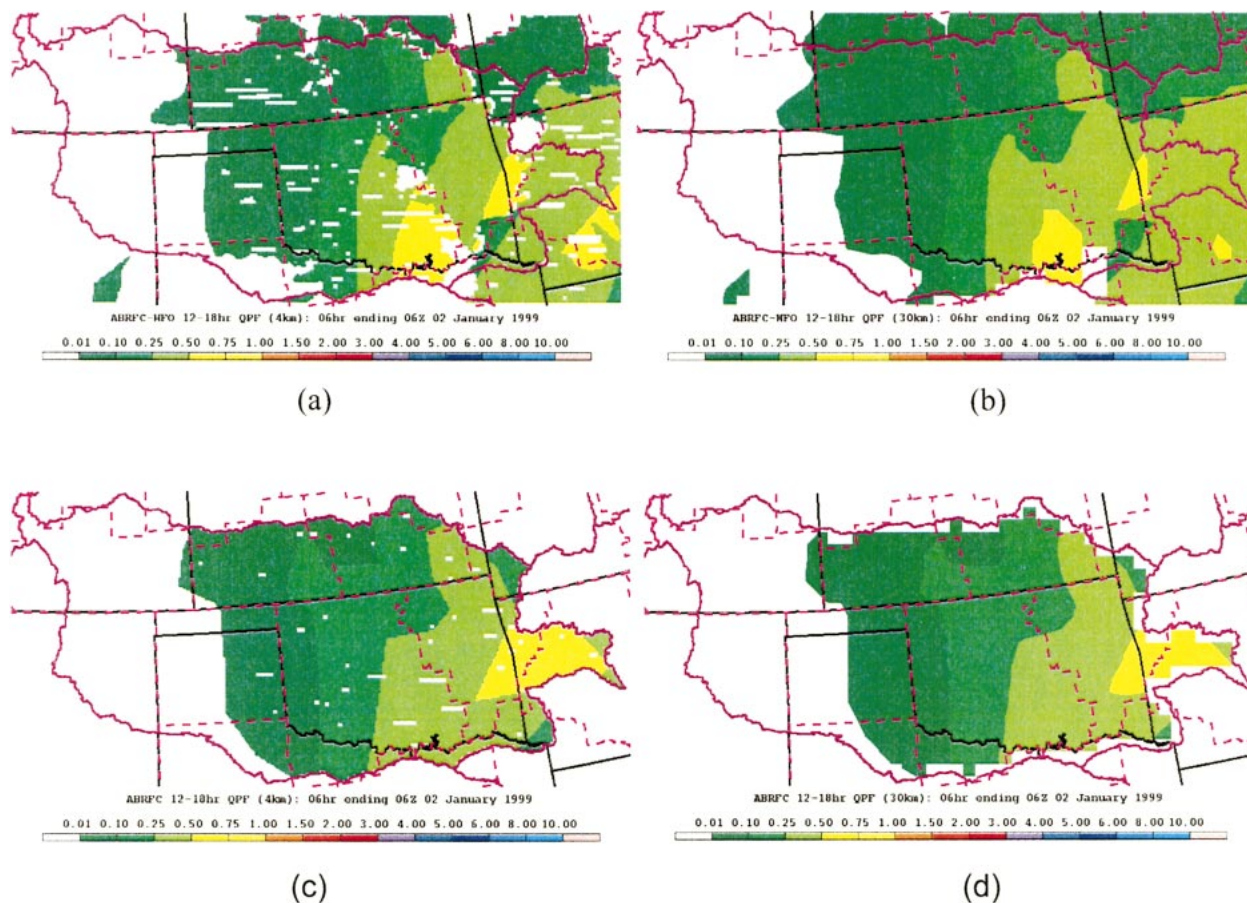 ABRFC-WFO 12-18hr QPF (4km): 06hr ending 06Z 02 January 1999
0.01 0.10 0.25 0.50 0.75 1.00 1.50 2.00 3.00 4.00 5.00 6.00 8.00 10.00
(a)
ABRFC-WFO 12-18hr QPF (30km): 06hr ending 06Z 02 January 1999
0.01 0.10 0.25 0.50 0.75 1.00 1.50 2.00 3.00 4.00 5.00 6.00 8.00 10.00
(b)
ABRFC 12-18hr QPF (4km): 06hr ending 06Z 02 January 1999
0.01 0.10 0.25 0.50 0.75 1.00 1.50 2.00 3.00 4.00 5.00 6.00 8.00 10.00
(c)
ABRFC 12-18hr QPF (30km): 06hr ending 06Z 02 January 1999
0.01 0.10 0.25 0.50 0.75 1.00 1.50 2.00 3.00 4.00 5.00 6.00 8.00 10.00
(d)